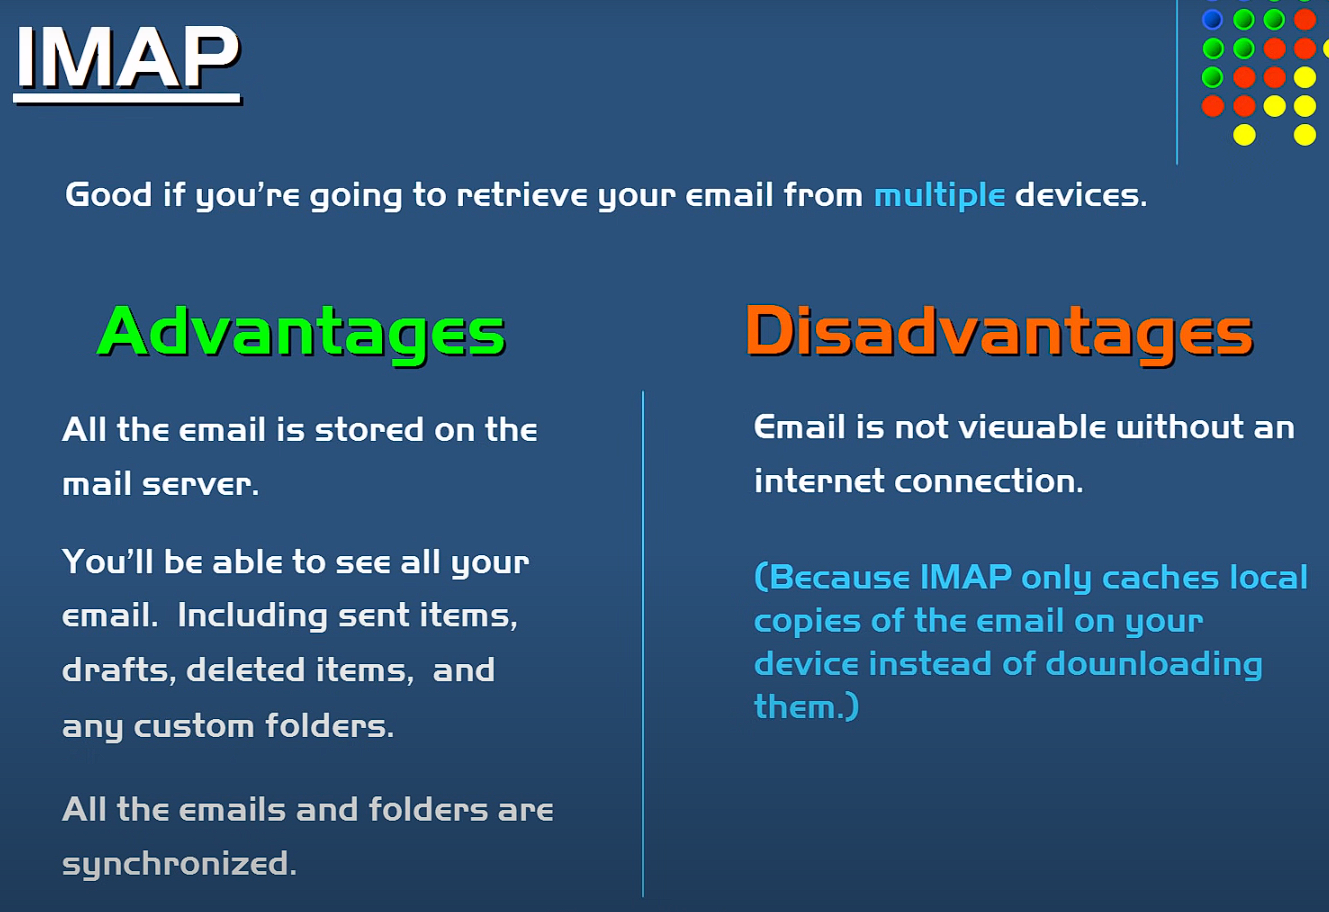 IMAP
Good if you're going to retrieve your email from multiple devices.
Advantages
All the email is stored on the
mail server.
You'll be able to see all your
email.  Including sent items,
drafts, deleted items,  and
any custom folders.
All the emails and folders are
synchronized.
Disadvantages
Email is not viewable without an
internet connection.
(Because IMAP only caches local
copies of the email on your
device instead of downloading
them.)